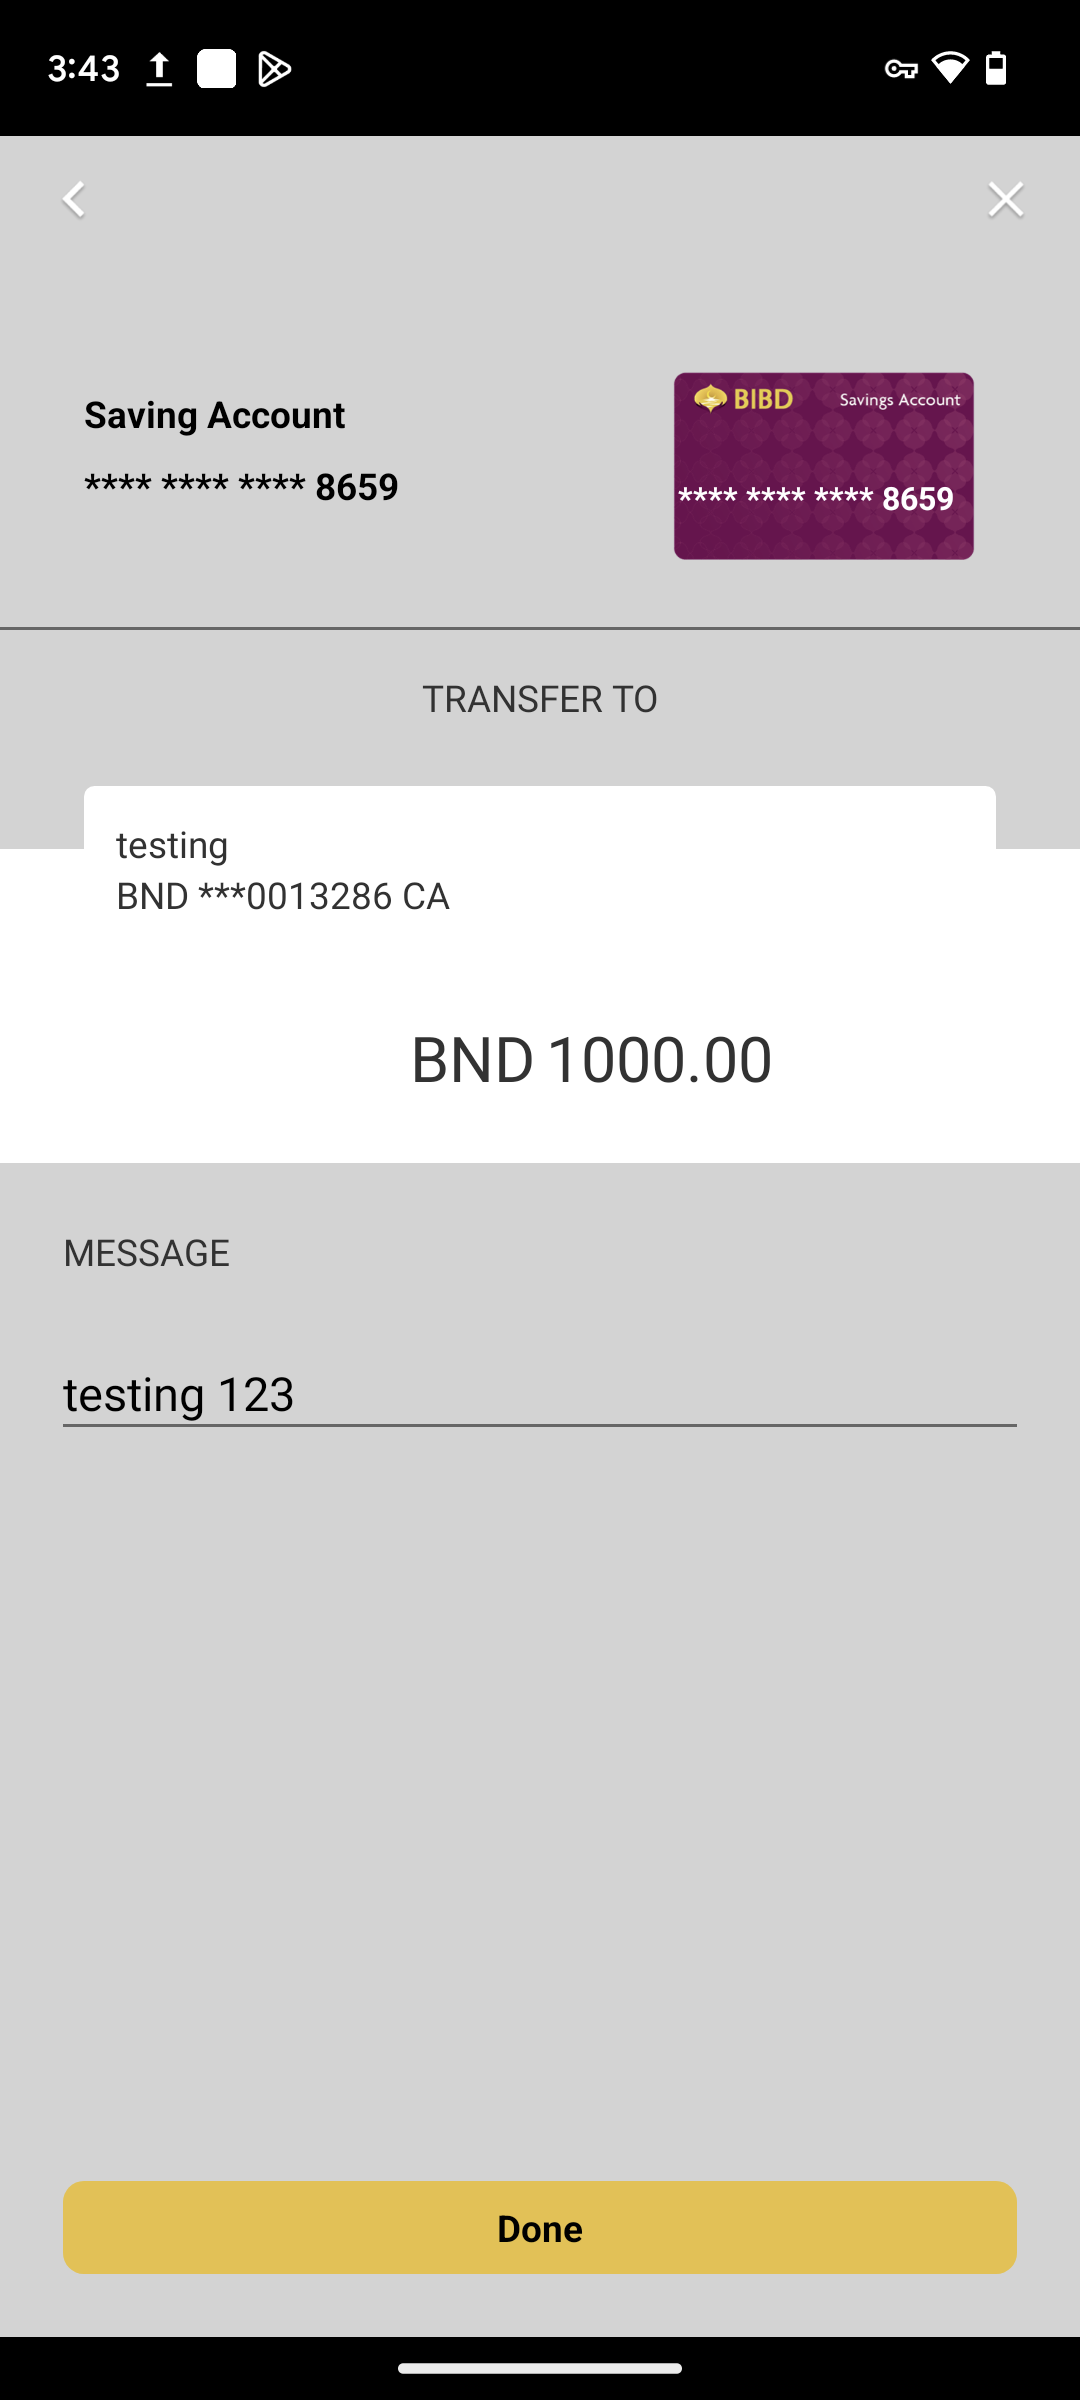 3:43
Saving Account
**** **** **** 8659
BIBD Savings Account
**** **** **** 8659
TRANSFER TO
testing
BND ***0013286 CA
BND 1000.00
MESSAGE
testing 123
Done